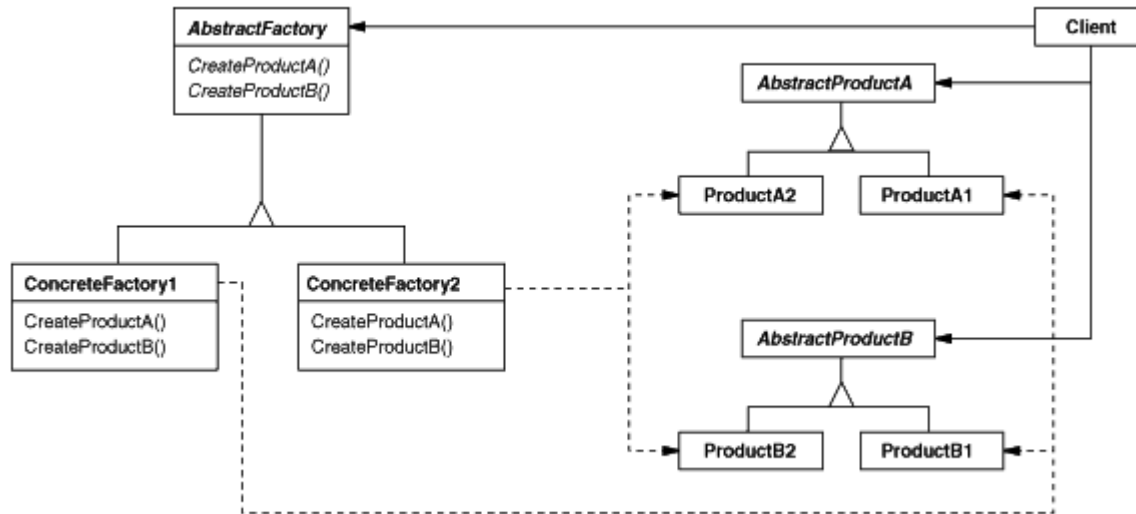 AbstractFactory
CreateProductA()
CreateProductB()
Client
AbstractProductA
ProductA2
ProductA1
ConcreteFactory1
CreateProductA()
CreateProductB()
ConcreteFactory2
CreateProductA()
CreateProductB()
AbstractProductB
ProductB2
ProductB1